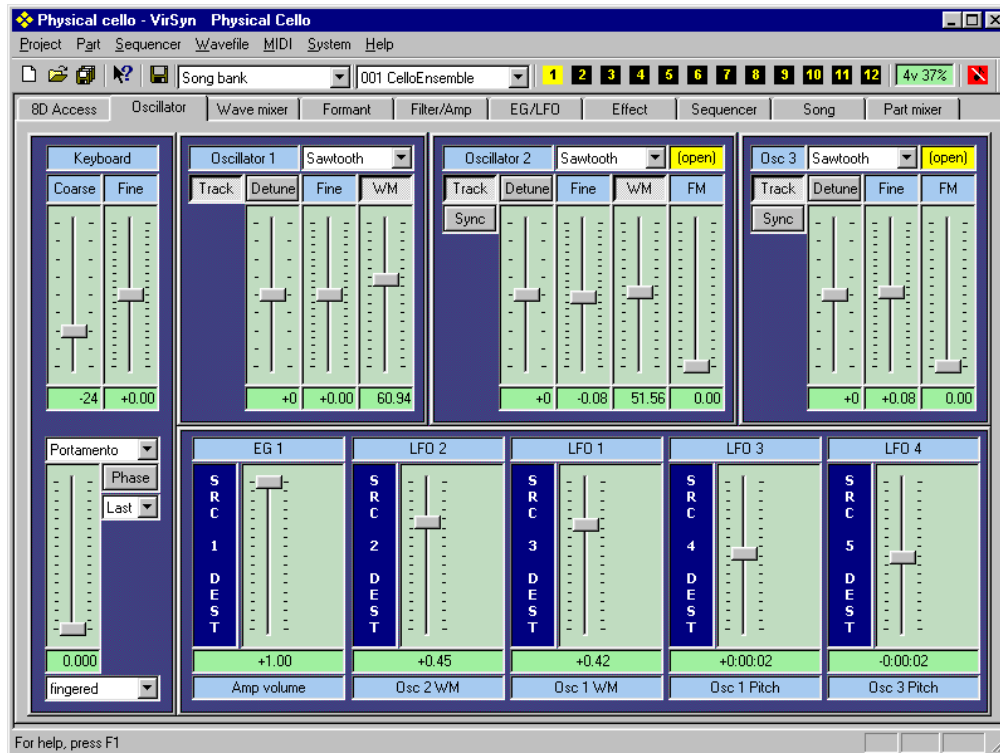 Physical cello - VirSyn Physical Cello
Project Part Sequencer Wavefile MIDI System Help
Song bank 001 CelloEnsemble 1 2 3 4 5 6 7 8 9 10 11 12 4v 37%
8D Access Oscillator Wave mixer Formant Filter/Amp EG/LFO Effect Sequencer Song Part mixer
Keyboard Oscillator 1 Sawtooth Oscillator 2 Sawtooth (open) Osc 3 Sawtooth (open)
Coarse Fine Track Detune Fine WM Track Detune Fine WM FM Track Detune Fine FM
Sync Sync
-24 +0.00 +0 +0.00 60.94 +0 -0.08 51.56 0.00 +0 +0.08 0.00
Portamento EG 1 LFO 2 LFO 1 LFO 3 LFO 4
Phase
Last
SRC 1 DEST SRC 2 DEST SRC 3 DEST SRC 4 DEST SRC 5 DEST
0.000 +1.00 +0.45 +0.42 +0:00:02 -0:00:02
fingered Amp volume Osc 2 WM Osc 1 WM Osc 1 Pitch Osc 3 Pitch
For help, press F1